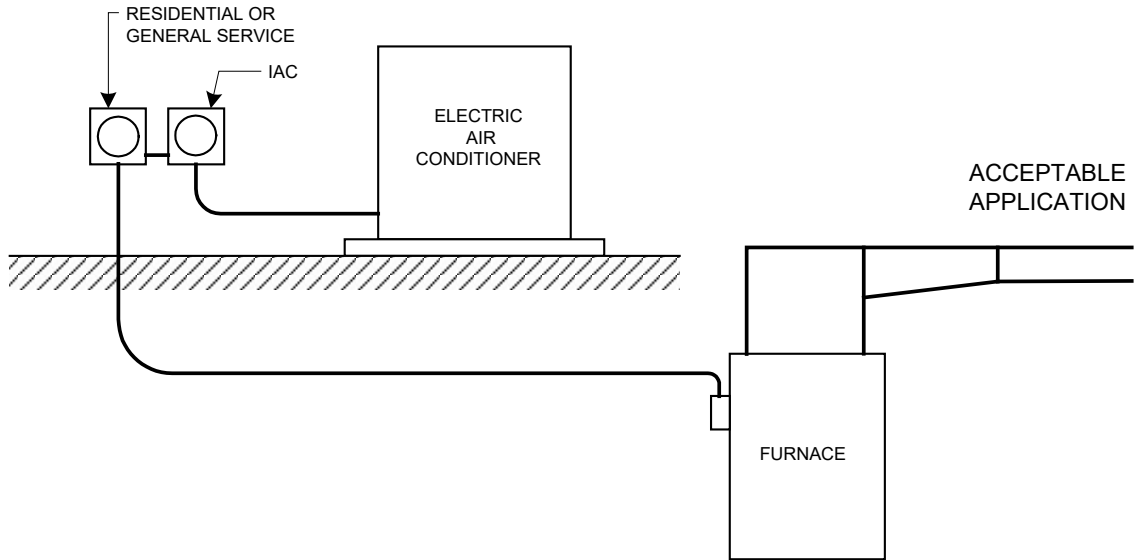 RESIDENTIAL OR
GENERAL SERVICE
IAC
ELECTRIC
AIR
CONDITIONER
ACCEPTABLE
APPLICATION
FURNACE